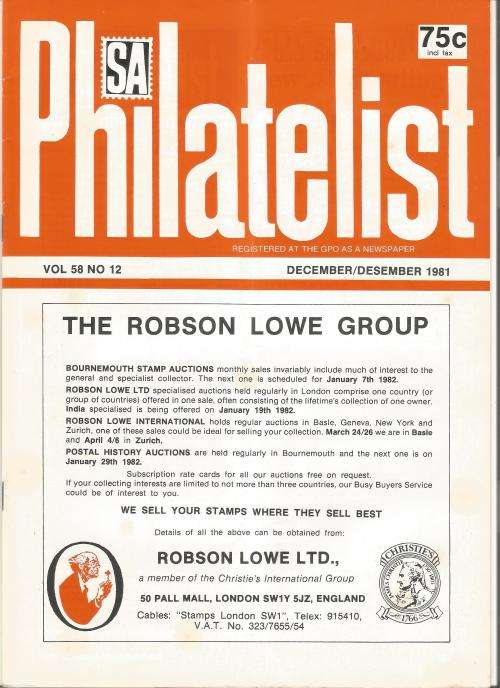 75c
incl tax
SA
Philatelist
REGISTERED AT THE GPO AS A NEWSPAPER
VOL 58 NO 12
DECEMBER/DESEMBER 1981
THE ROBSON LOWE GROUP
BOURNEMOUTH STAMP AUCTIONS monthly sales invariably include much of interest to the
general and specialist collector. The next one is scheduled for January 7th 1982.
ROBSON LOWE LTD specialised auctions held regularly in London comprise one country (or
group of countries) offered in one sale, often consisting of the lifetime's collection of one owner.
India specialised is being offered on January 19th 1982.
ROBSON LOWE INTERNATIONAL holds regular auctions in Basle, Geneva, New York and
Zurich, one of these sales could be ideal for selling your collection. March 24/26 we are in Basle
and April 4/6 in Zurich.
POSTAL HISTORY AUCTIONS are held regularly in Bournemouth and the next one is on
January 29th 1982.
Subscription rate cards for all our auctions free on request.
If your collecting interests are limited to not more than three countries, our Busy Buyers Service
could be of interest to you.
WE SELL YOUR STAMPS WHERE THEY SELL BEST
Details of all the above can be obtained from:
ROBSON LOWE LTD.,
a member of the Christie's International Group
50 PALL MALL, LONDON SW1Y 5JZ, ENGLAND
Cables: "Stamps London SW1", Telex: 915410,
V.A.T. No. 323/7655/54
CHRISTIES
1766